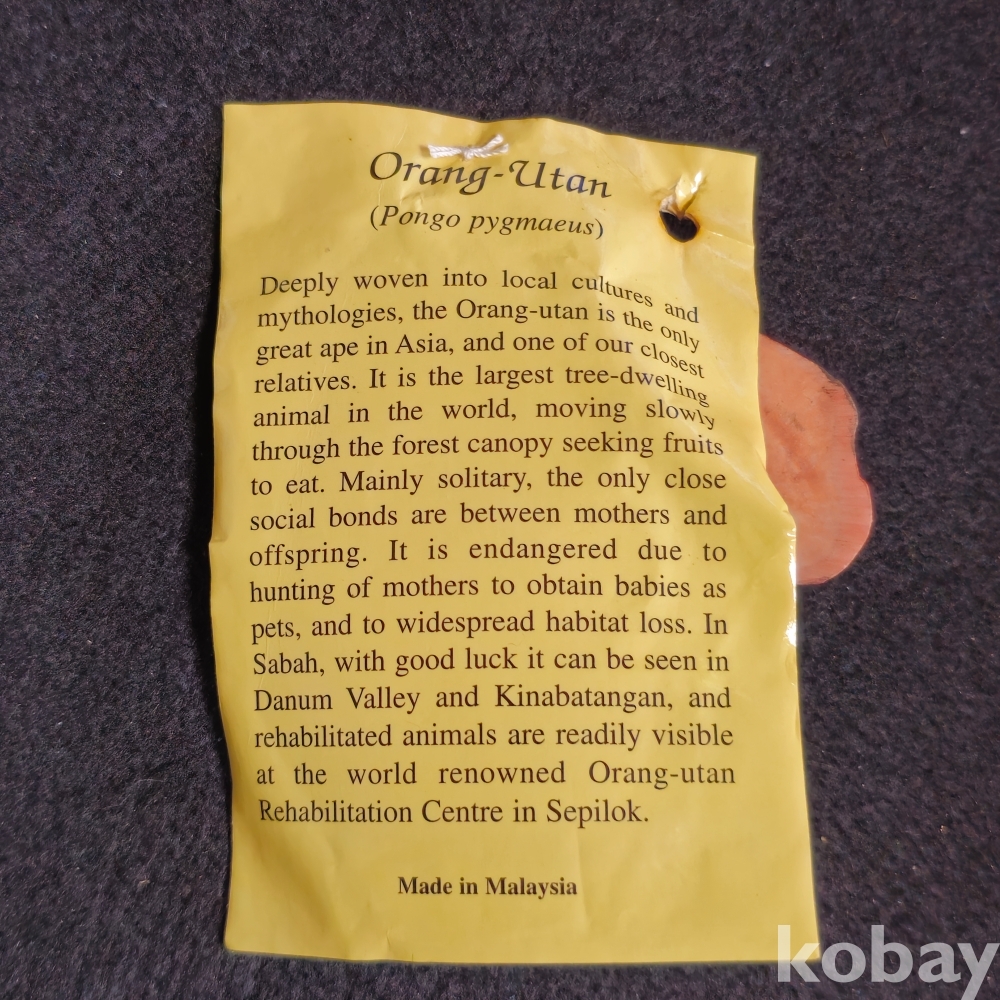 Orang-Utan
(Pongo pygmaeus)
Deeply woven into local cultures and
mythologies, the Orang-utan is the only
great ape in Asia, and one of our closest
relatives. It is the largest tree-dwelling
animal in the world, moving slowly
through the forest canopy seeking fruits
to eat. Mainly solitary, the only close
social bonds are between mothers and
offspring. It is endangered due to
hunting of mothers to obtain babies as
pets, and to widespread habitat loss. In
Sabah, with good luck it can be seen in
Danum Valley and Kinabatangan, and
rehabilitated animals are readily visible
at the world renowned Orang-utan
Rehabilitation Centre in Sepilok.
Made in Malaysia
kobay